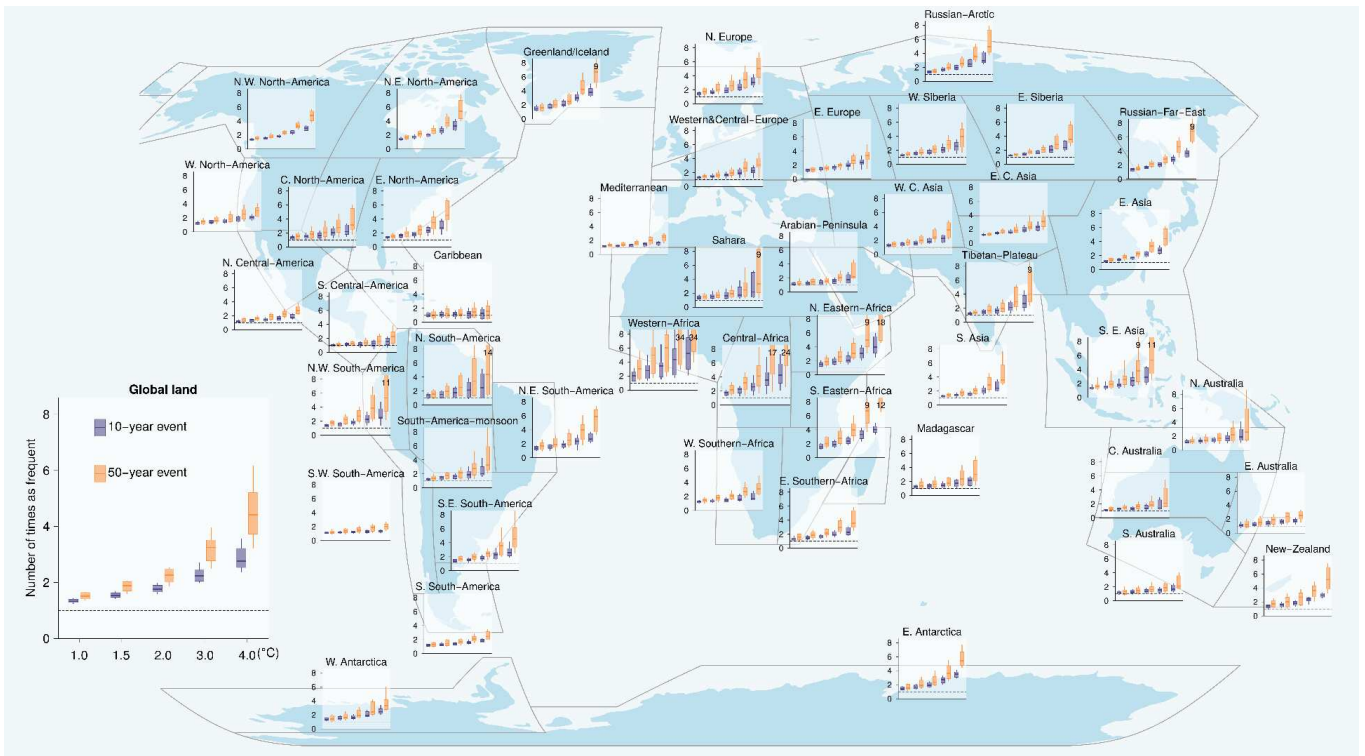 Russian-Arctic
N. Europe
Greenland/Iceland
N.W. North-America
N.E. North-America
W. Siberia
E. Siberia
E. Europe
Russian-Far-East
Western&Central-Europe
W. North-America
C. North-America
E. North-America
Mediterranean
W. C. Asia
E. C. Asia
E. Asia
Arabian-Peninsula
Sahara
Tibetan-Plateau
N. Central-America
Caribbean
S. Central-America
N. Eastern-Africa
Western-Africa
Central-Africa
S. E. Asia
N. South-America
S. Asia
N.W. South-America
N.E. South-America
S. Eastern-Africa
N. Australia
South-America-monsoon
Madagascar
W. Southern-Africa
C. Australia
E. Australia
S.W. South-America
E. Southern-Africa
S.E. South-America
S. Australia
New-Zealand
S. South-America
E. Antarctica
W. Antarctica
Global land
10-year event
50-year event
Number of times as frequent
8
6
4
2
0
1.0 1.5 2.0 3.0 4.0 (°C)